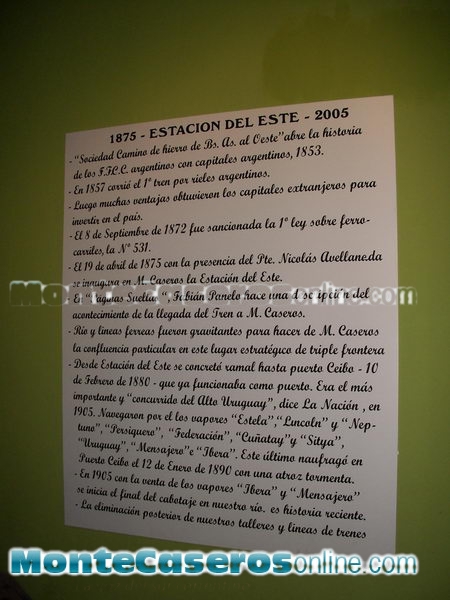 1875 - ESTACION DEL ESTE - 2005
- "Sociedad Camino de hierro de Bs. As. al Oeste" abre la historia
de los F.F.C.C. argentinos con capitales argentinos, 1853.
- En 1857 corrió el 1º tren por rieles argentinos.
- Luego muchas ventajas obtuvieron los capitales extranjeros para
invertir en el país.
- El 8 de Septiembre de 1872 fue sancionada la 1º ley sobre ferro-
carriles, la Nº 531.
- El 19 de abril de 1875 con la presencia del Pte. Nicolás Avellane.da
se inaugura en M. Caseros la Estación del Este.
- En "Yaguas Sueltas", Fabián Panelo hace una descripción del
acontecimiento de la llegada del Tren a M. Caseros.
- Río y lineas ferreas fueron gravitantes para hacer de M. Caseros
la confluencia particular en este lugar estratégico de triple frontera
- Desde Estación del Este se concretó ramal hasta puerto Ceibo - 10
de Febrero de 1880 - que ya funcionaba como puerto. Era el más
importante y "concurrido del Alto Uruguay", dice La Nación , en
1905. Navegaron por el los vapores "Estela", "Lincoln" y "Nep-
tuno", "Persiguero", "Federación", "Cuñatay" y "Sitya",
"Uruguay", "Mensajero" e "Ibera". Este último naufragó en
Puerto Ceibo el 12 de Enero de 1890 con una atroz tormenta.
- En 1905 con la venta de los vapores "Ibera" y "Mensajero"
se inicia el final del cabotaje en nuestro río. es historia reciente.
- La eliminación posterior de nuestros talleres y lineas de trenes
MonteCaserosonline.com